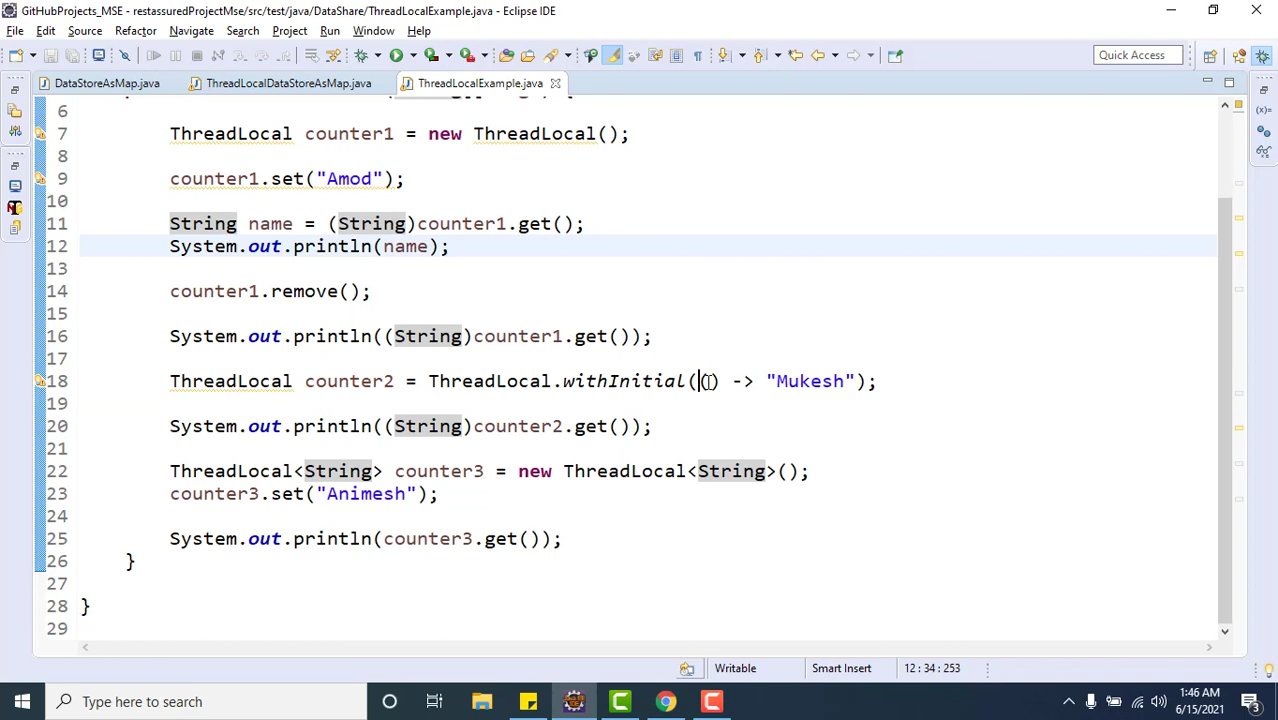 GitHubProjects_MSE - restassuredProjectMse/src/test/java/DataShare/ThreadLocalExample.java - Eclipse IDE
File Edit Source Refactor Navigate Search Project Run Window Help
Quick Access
DataStoreAsMap.java ThreadLocalDataStoreAsMap.java ThreadLocalExample.java
6
7 ThreadLocal counter1 = new ThreadLocal();
8
9 counter1.set("Amod");
10
11 String name = (String)counter1.get();
12 System.out.println(name);
13
14 counter1.remove();
15
16 System.out.println((String)counter1.get());
17
18 ThreadLocal counter2 = ThreadLocal.withInitial(() -> "Mukesh");
19
20 System.out.println((String)counter2.get());
21
22 ThreadLocal<String> counter3 = new ThreadLocal<String>();
23 counter3.set("Animesh");
24
25 System.out.println(counter3.get());
26 }
27
28 }
29
Writable Smart Insert 12 : 34 : 253
Type here to search
1:46 AM
6/15/2021
3